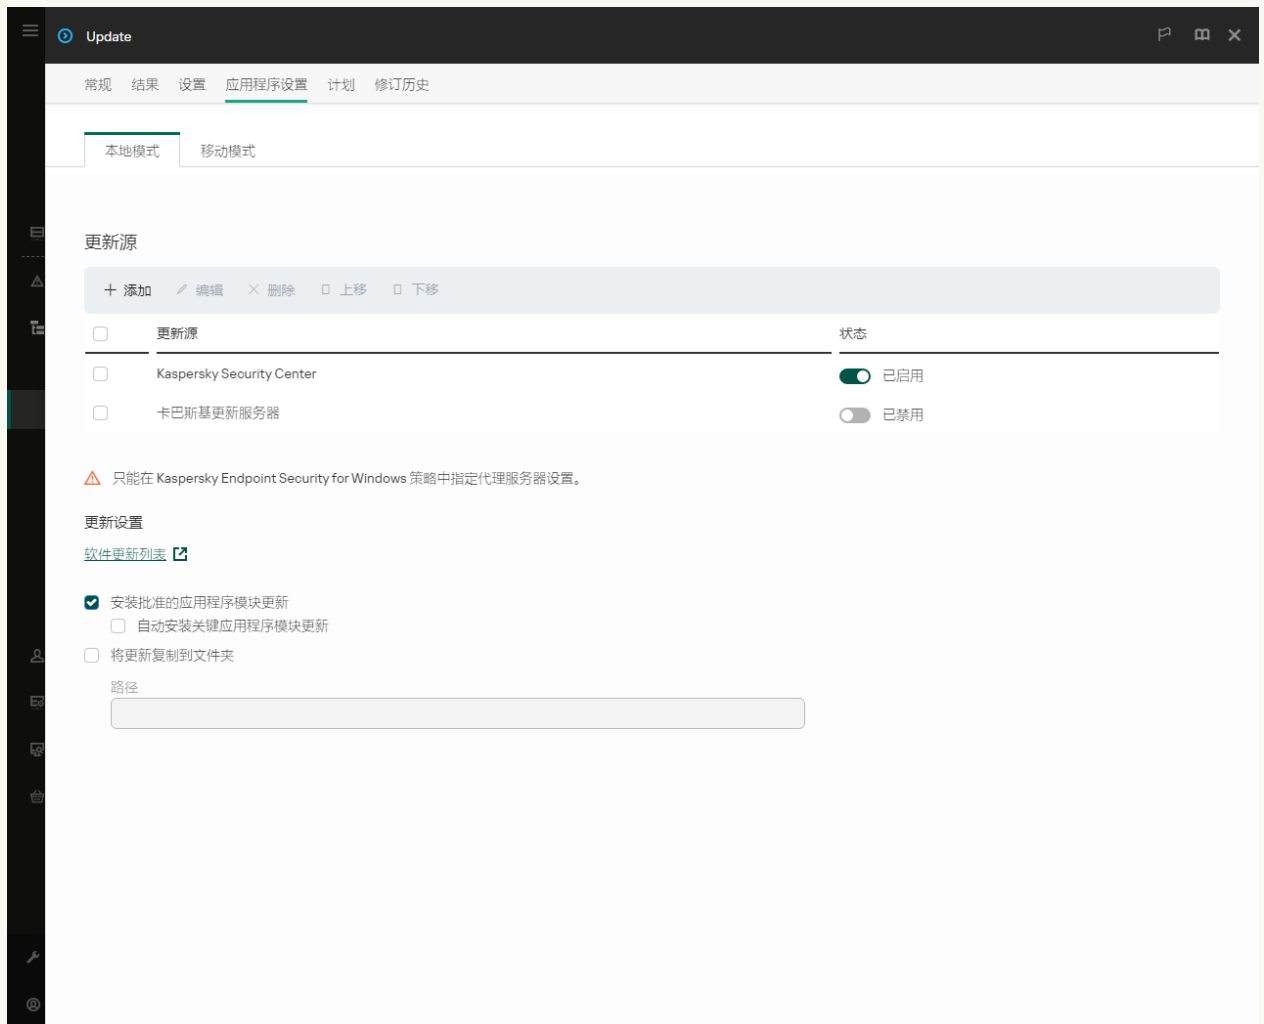 Update
常规 结果 设置 应用程序设置 计划 修订历史
本地模式 移动模式
更新源
添加 编辑 删除 上移 下移
更新源 状态
Kaspersky Security Center 已启用
卡巴斯基更新服务器 已禁用
只能在 Kaspersky Endpoint Security for Windows 策略中指定代理服务器设置。
更新设置
软件更新列表
安装批准的应用程序模块更新
自动安装关键应用程序模块更新
将更新复制到文件夹
路径